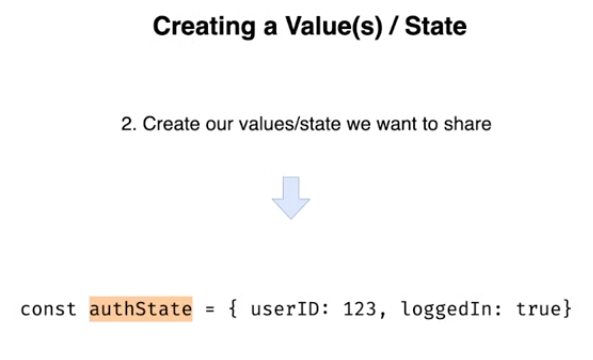 Creating a Value(s) / State
2. Create our values/state we want to share
const authState = { userID: 123, loggedIn: true}